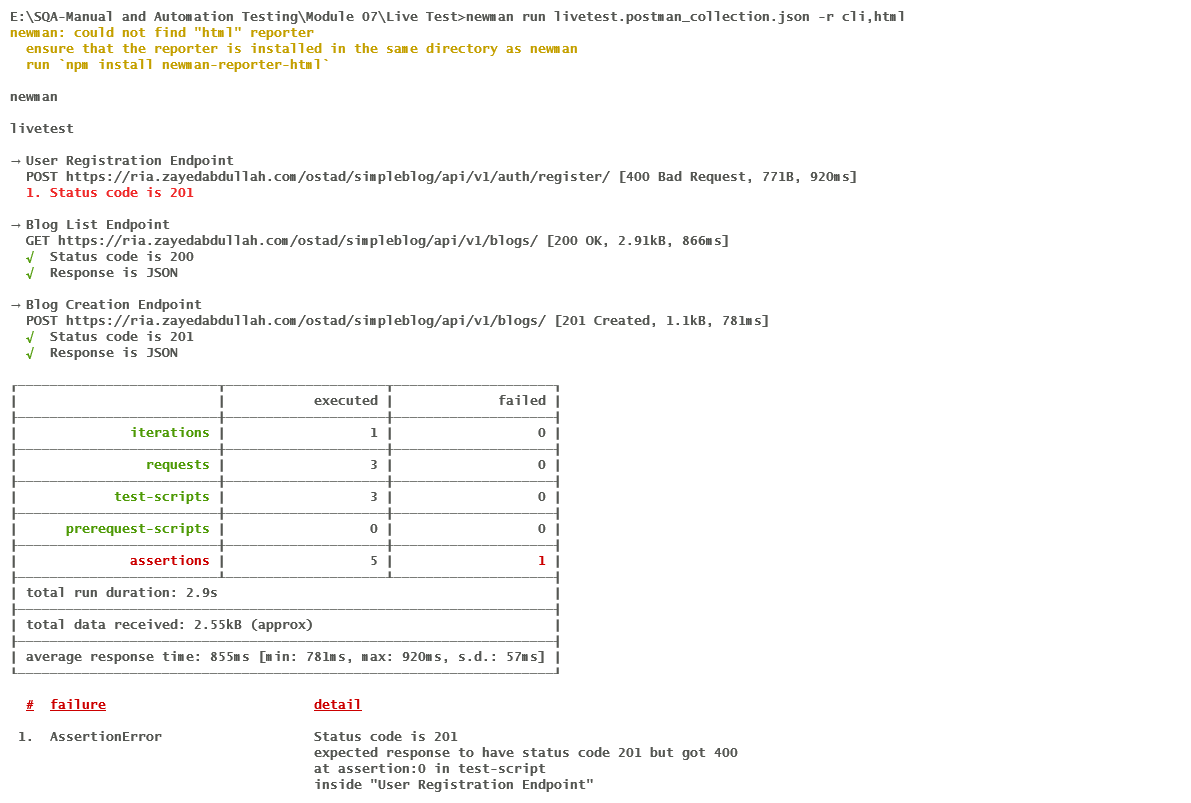 E:\SQA-Manual and Automation Testing\Module 07\Live Test>newman run livetest.postman_collection.json -r cli,html
newman: could not find "html" reporter
  ensure that the reporter is installed in the same directory as newman
  run `npm install newman-reporter-html`
newman
livetest
→ User Registration Endpoint
  POST https://ria.zayedabdullah.com/ostad/simpleblog/api/v1/auth/register/ [400 Bad Request, 771B, 920ms]
  1. Status code is 201
→ Blog List Endpoint
  GET https://ria.zayedabdullah.com/ostad/simpleblog/api/v1/blogs/ [200 OK, 2.91kB, 866ms]
  √  Status code is 200
  √  Response is JSON
→ Blog Creation Endpoint
  POST https://ria.zayedabdullah.com/ostad/simpleblog/api/v1/blogs/ [201 Created, 1.1kB, 781ms]
  √  Status code is 201
  √  Response is JSON
executed failed
iterations 1 0
requests 3 0
test-scripts 3 0
prerequest-scripts 0 0
assertions 5 1
total run duration: 2.9s
total data received: 2.55kB (approx)
average response time: 855ms [min: 781ms, max: 920ms, s.d.: 57ms]
# failure detail
1. AssertionError Status code is 201
expected response to have status code 201 but got 400
at assertion:0 in test-script
inside "User Registration Endpoint"